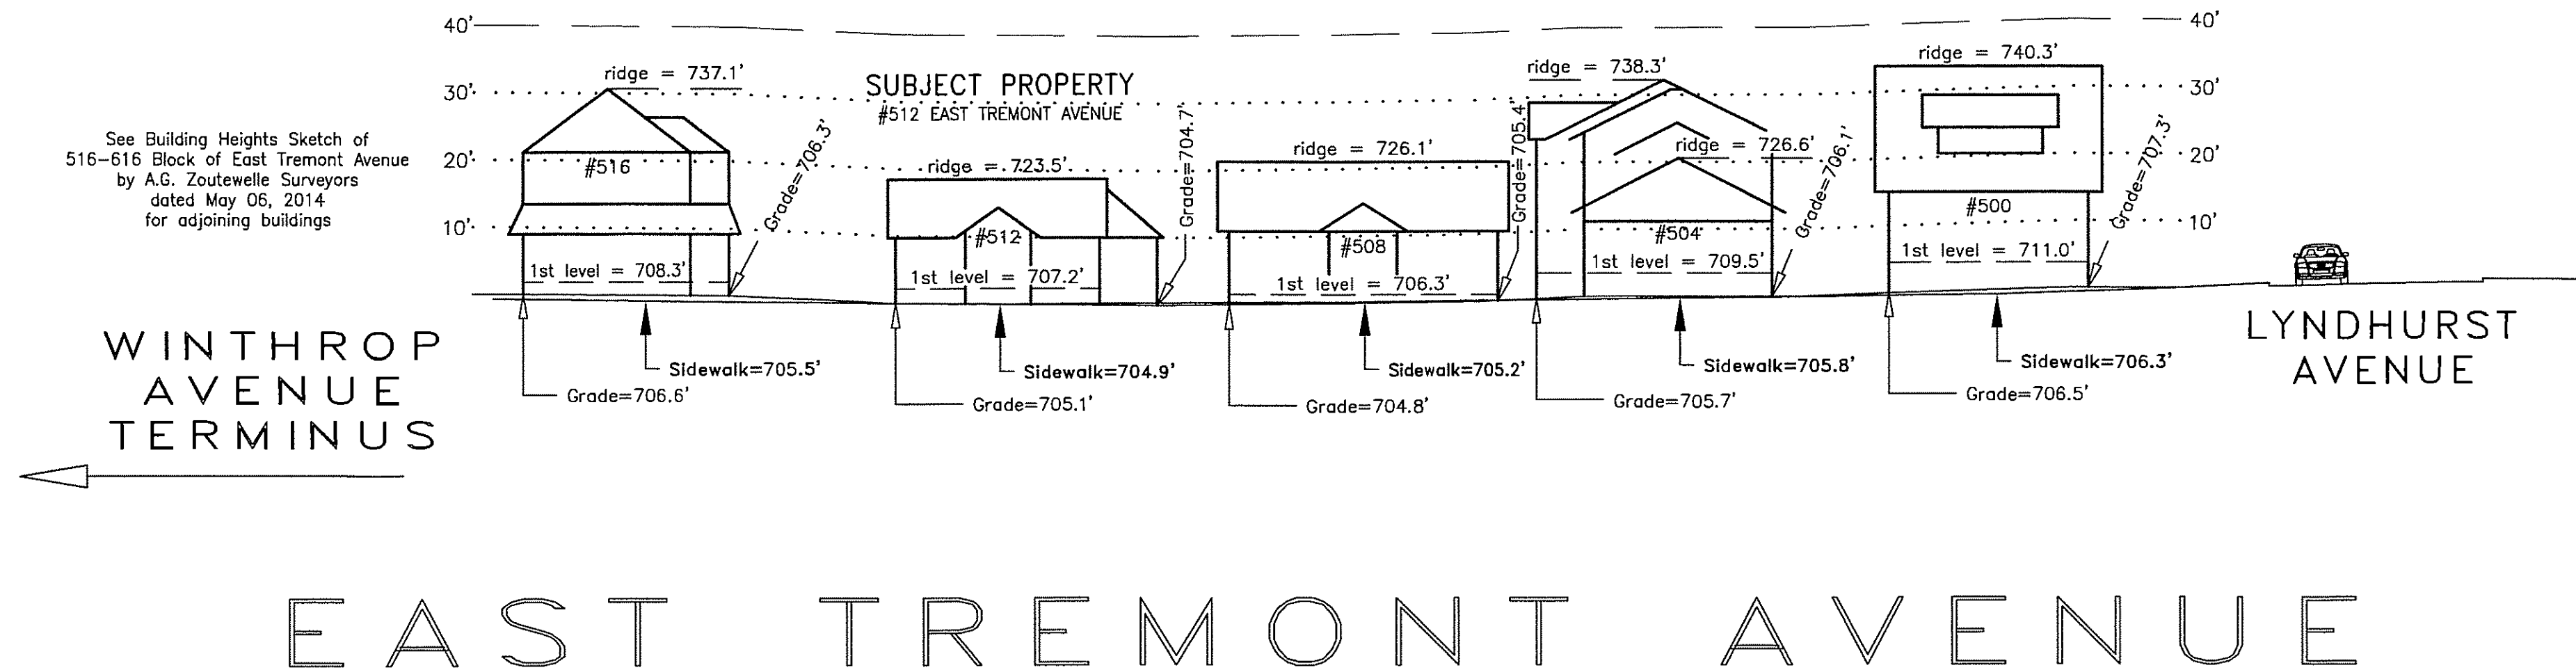 40'
40'
ridge = 740.3'
ridge = 737.1'
SUBJECT PROPERTY
#512 EAST TREMONT AVENUE
ridge = 738.3'
30'
30'
See Building Heights Sketch of
516-616 Block of East Tremont Avenue
by A.G. Zoutewelle Surveyors
dated May 06, 2014
for adjoining buildings
20'
20'
#516
Grade=706.3'
ridge = 723.5'
Grade=704.7'
ridge = 726.1'
Grade=705.4'
ridge = 726.6'
Grade=706.1'
Grade=707.3'
10'
10'
#512
#508
#504
#500
1st level = 708.3'
1st level = 707.2'
1st level = 706.3'
1st level = 709.5'
1st level = 711.0'
WINTHROP
AVENUE
TERMINUS
LYNDHURST
AVENUE
Sidewalk=705.5'
Sidewalk=704.9'
Sidewalk=705.2'
Sidewalk=705.8'
Sidewalk=706.3'
Grade=706.6'
Grade=705.1'
Grade=704.8'
Grade=705.7'
Grade=706.5'
EAST TREMONT AVENUE